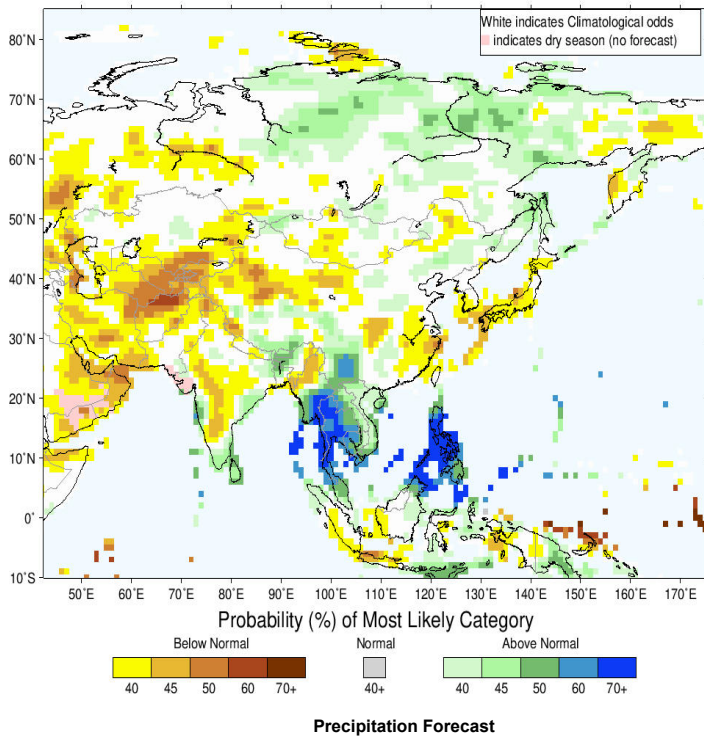 White indicates Climatological odds
indicates dry season (no forecast)
80˚N
70˚N
60˚N
50˚N
40˚N
30˚N
20˚N
10˚N
0˚
10˚S
50˚E 60˚E 70˚E 80˚E 90˚E 100˚E 110˚E 120˚E 130˚E 140˚E 150˚E 160˚E 170˚E
Probability (%) of Most Likely Category
Below Normal Normal Above Normal
40 45 50 60 70+ 40+ 40 45 50 60 70+
Precipitation Forecast